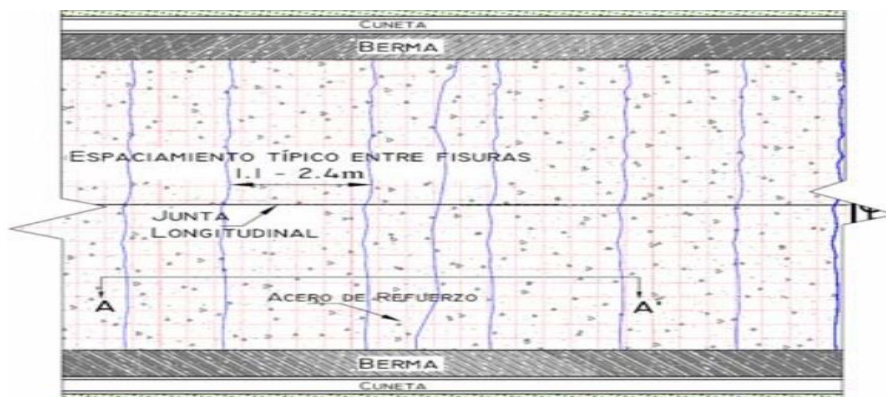 CUNETA
BERMA
ESPACIAMIENTO TÍPICO ENTRE FISURAS
1.1 - 2.4m
JUNTA
LONGITUDINAL
A
ACERO DE REFUERZO
A'
BERMA
CUNETA